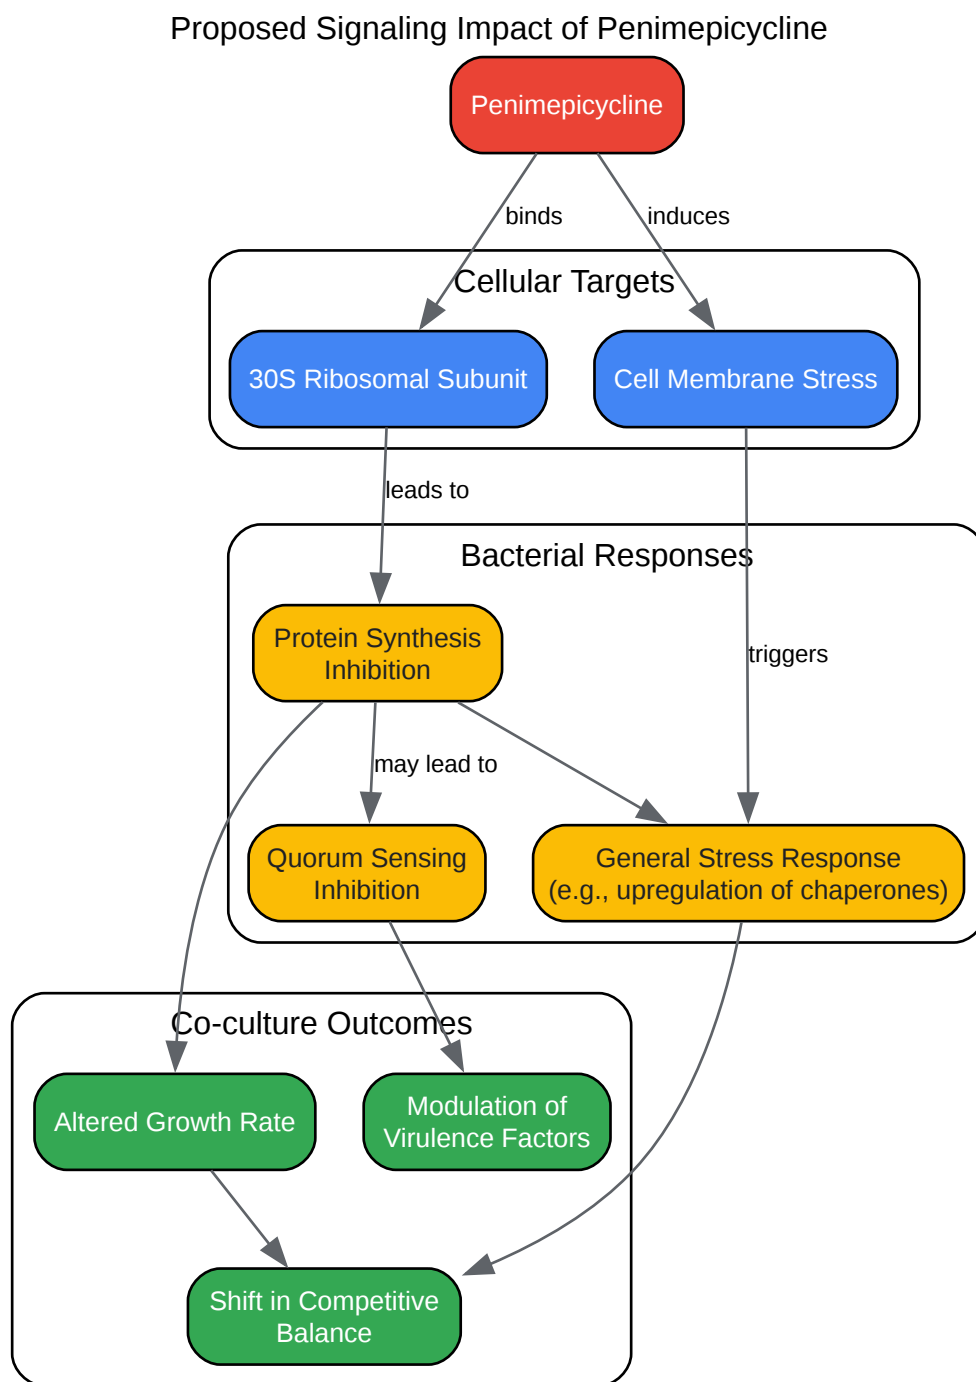 Proposed Signaling Impact of Penimepicycline
Penimepicycline
binds
induces
Cellular Targets
30S Ribosomal Subunit
Cell Membrane Stress
leads to
Bacterial Responses
Protein Synthesis
Inhibition
triggers
may lead to
Quorum Sensing
Inhibition
General Stress Response
(e.g., upregulation of chaperones)
Co-culture Outcomes
Altered Growth Rate
Modulation of
Virulence Factors
Shift in Competitive
Balance